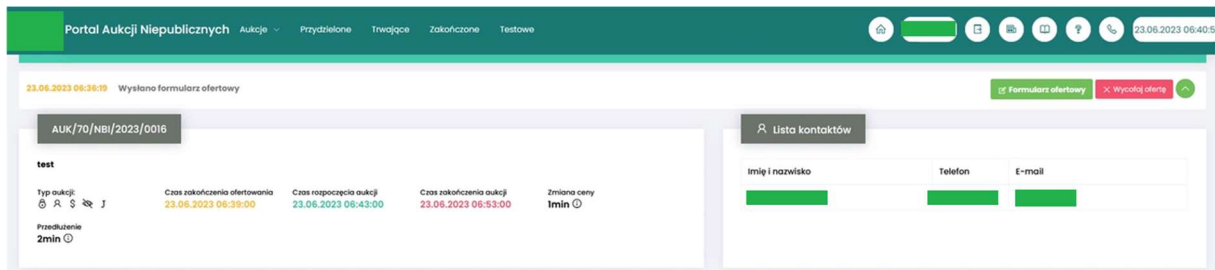 Portal Aukcji Niepublicznych Aukcje Przydzielone Trwające Zakończone Testowe 23.06.2023 06:40:5
23.06.2023 06:36:19 Wysłano formularz ofertowy Formularz ofertowy Wycofaj ofertę
AUK/70/NBI/2023/0016 Lista kontaktów
test
Imię i nazwisko Telefon E-mail
Typ aukcji: Czas zakończenia ofertowania Czas rozpoczęcia aukcji Czas zakończenia aukcji Zmiana ceny
23.06.2023 06:39:00 23.06.2023 06:43:00 23.06.2023 06:53:00 1min
Przedłużenie
2min